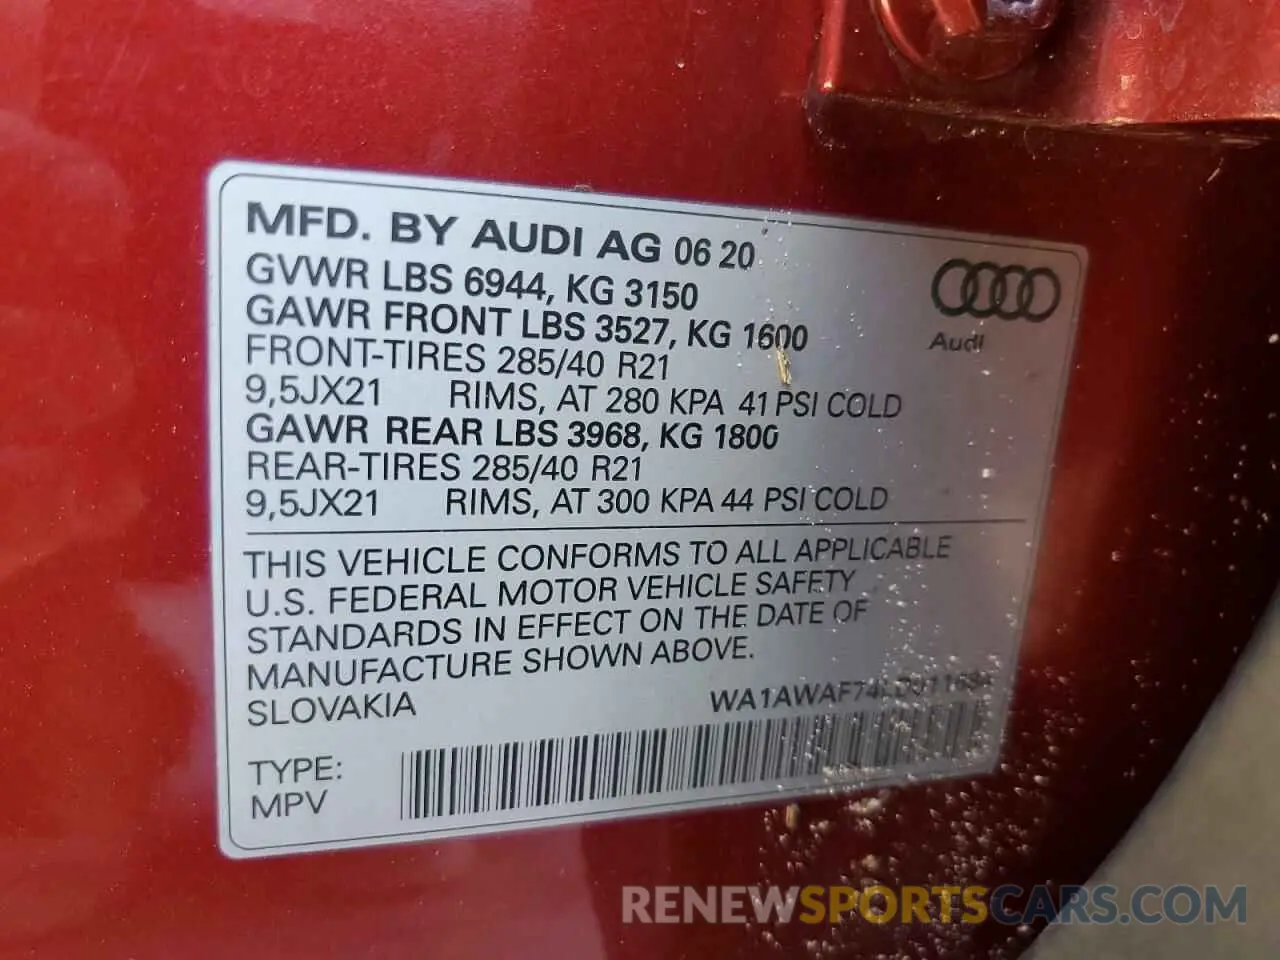 MFD. BY AUDI AG 06 20
GVWR LBS 6944, KG 3150
GAWR FRONT LBS 3527, KG 1600
FRONT-TIRES 285/40 R21
9,5JX21 RIMS, AT 280 KPA 41 PSI COLD
GAWR REAR LBS 3968, KG 1800
REAR-TIRES 285/40 R21
9,5JX21 RIMS, AT 300 KPA 44 PSI COLD
Audi
THIS VEHICLE CONFORMS TO ALL APPLICABLE
U.S. FEDERAL MOTOR VEHICLE SAFETY
STANDARDS IN EFFECT ON THE DATE OF
MANUFACTURE SHOWN ABOVE.
SLOVAKIA
TYPE:
MPV
RENEWSPORTSCARS.COM